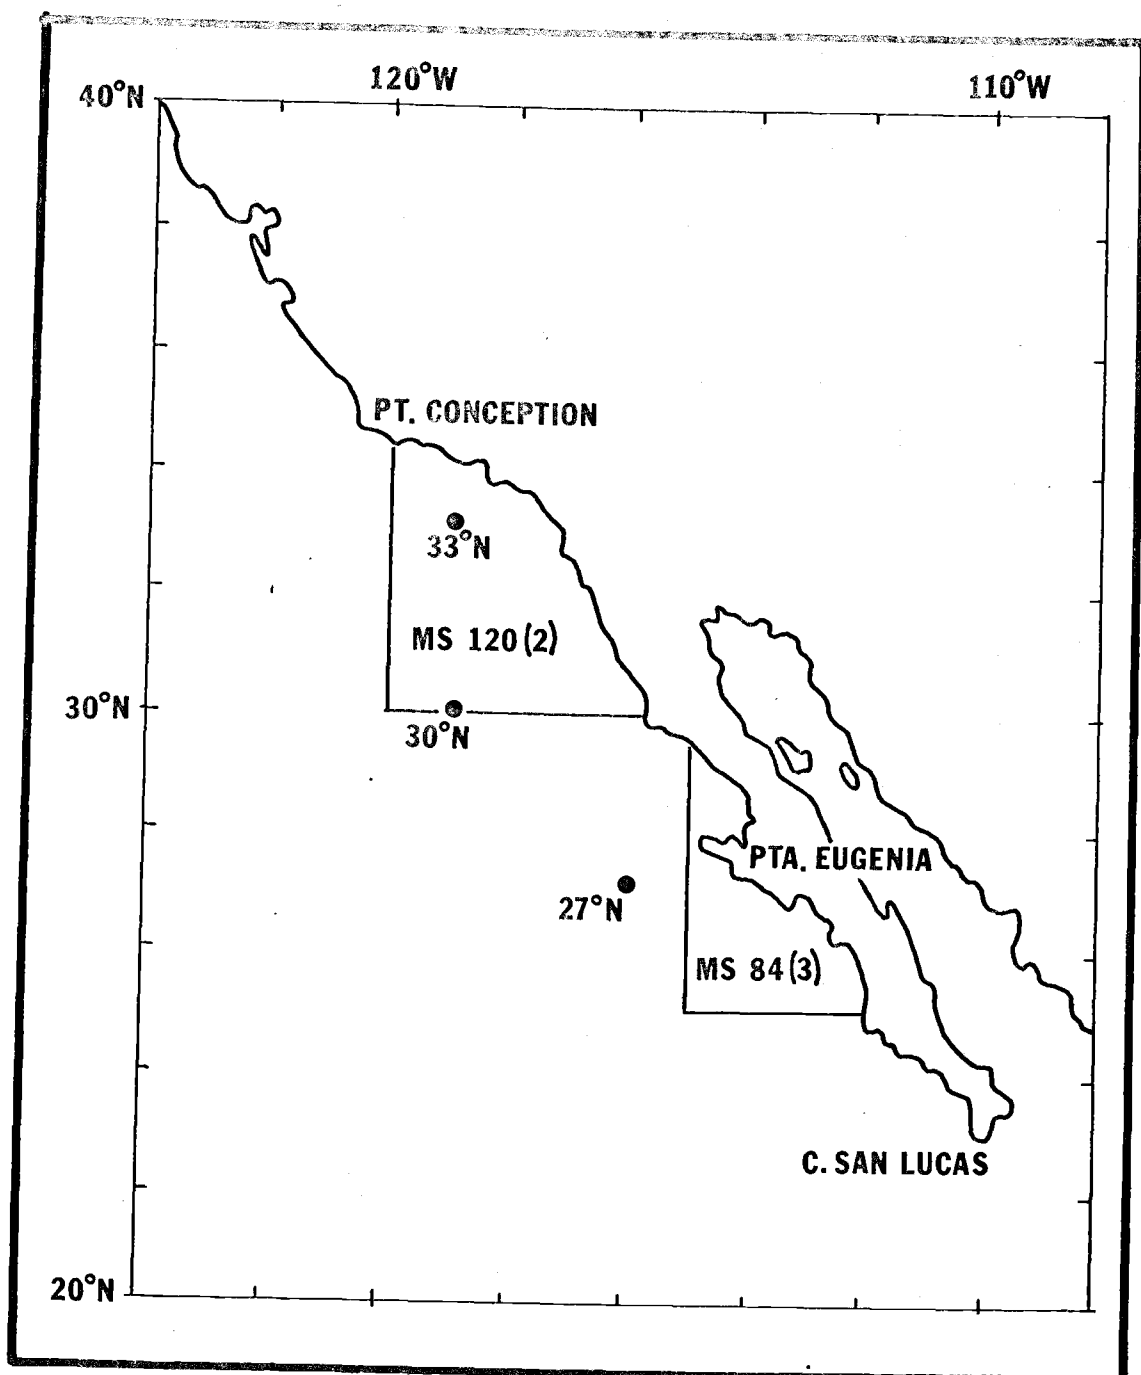 120°W
110°W
40°N
PT. CONCEPTION
33°N
MS 120(2)
30°N
30°N
PTA. EUGENIA
27°N
MS 84(3)
C. SAN LUCAS
20°N